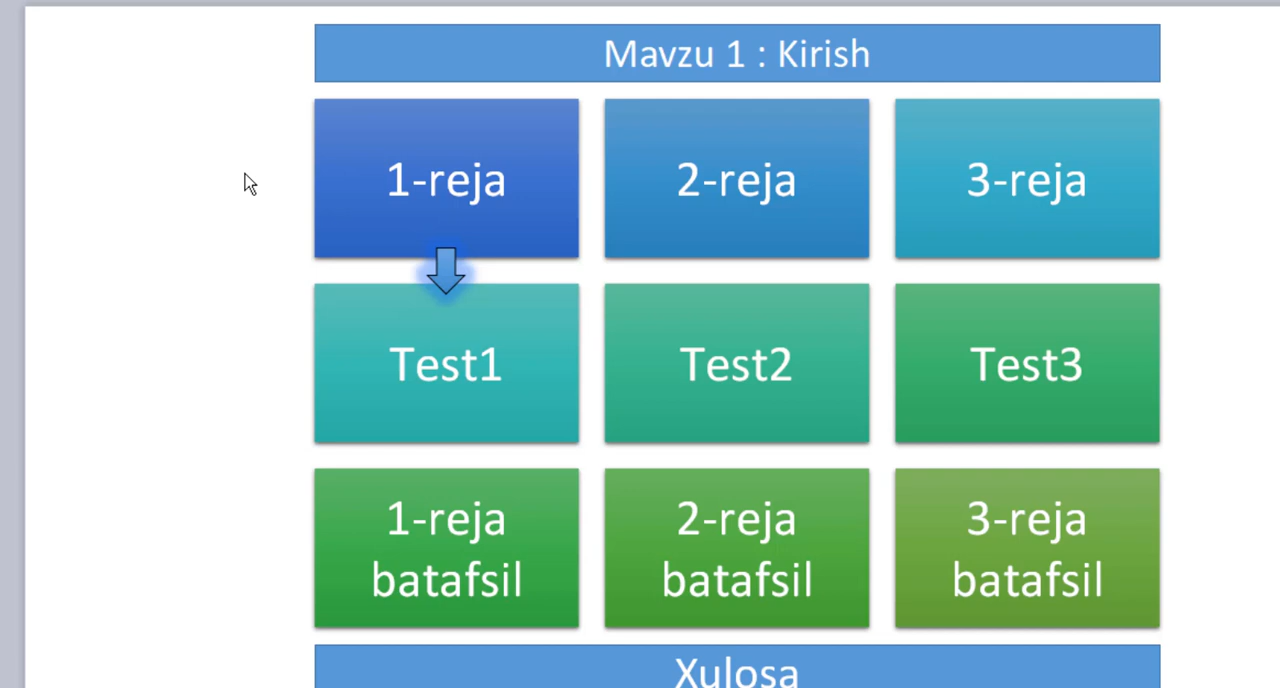 Mavzu 1 : Kirish
1-reja
2-reja
3-reja
Test1
Test2
Test3
1-reja
batafsil
2-reja
batafsil
3-reja
batafsil
Xulosa